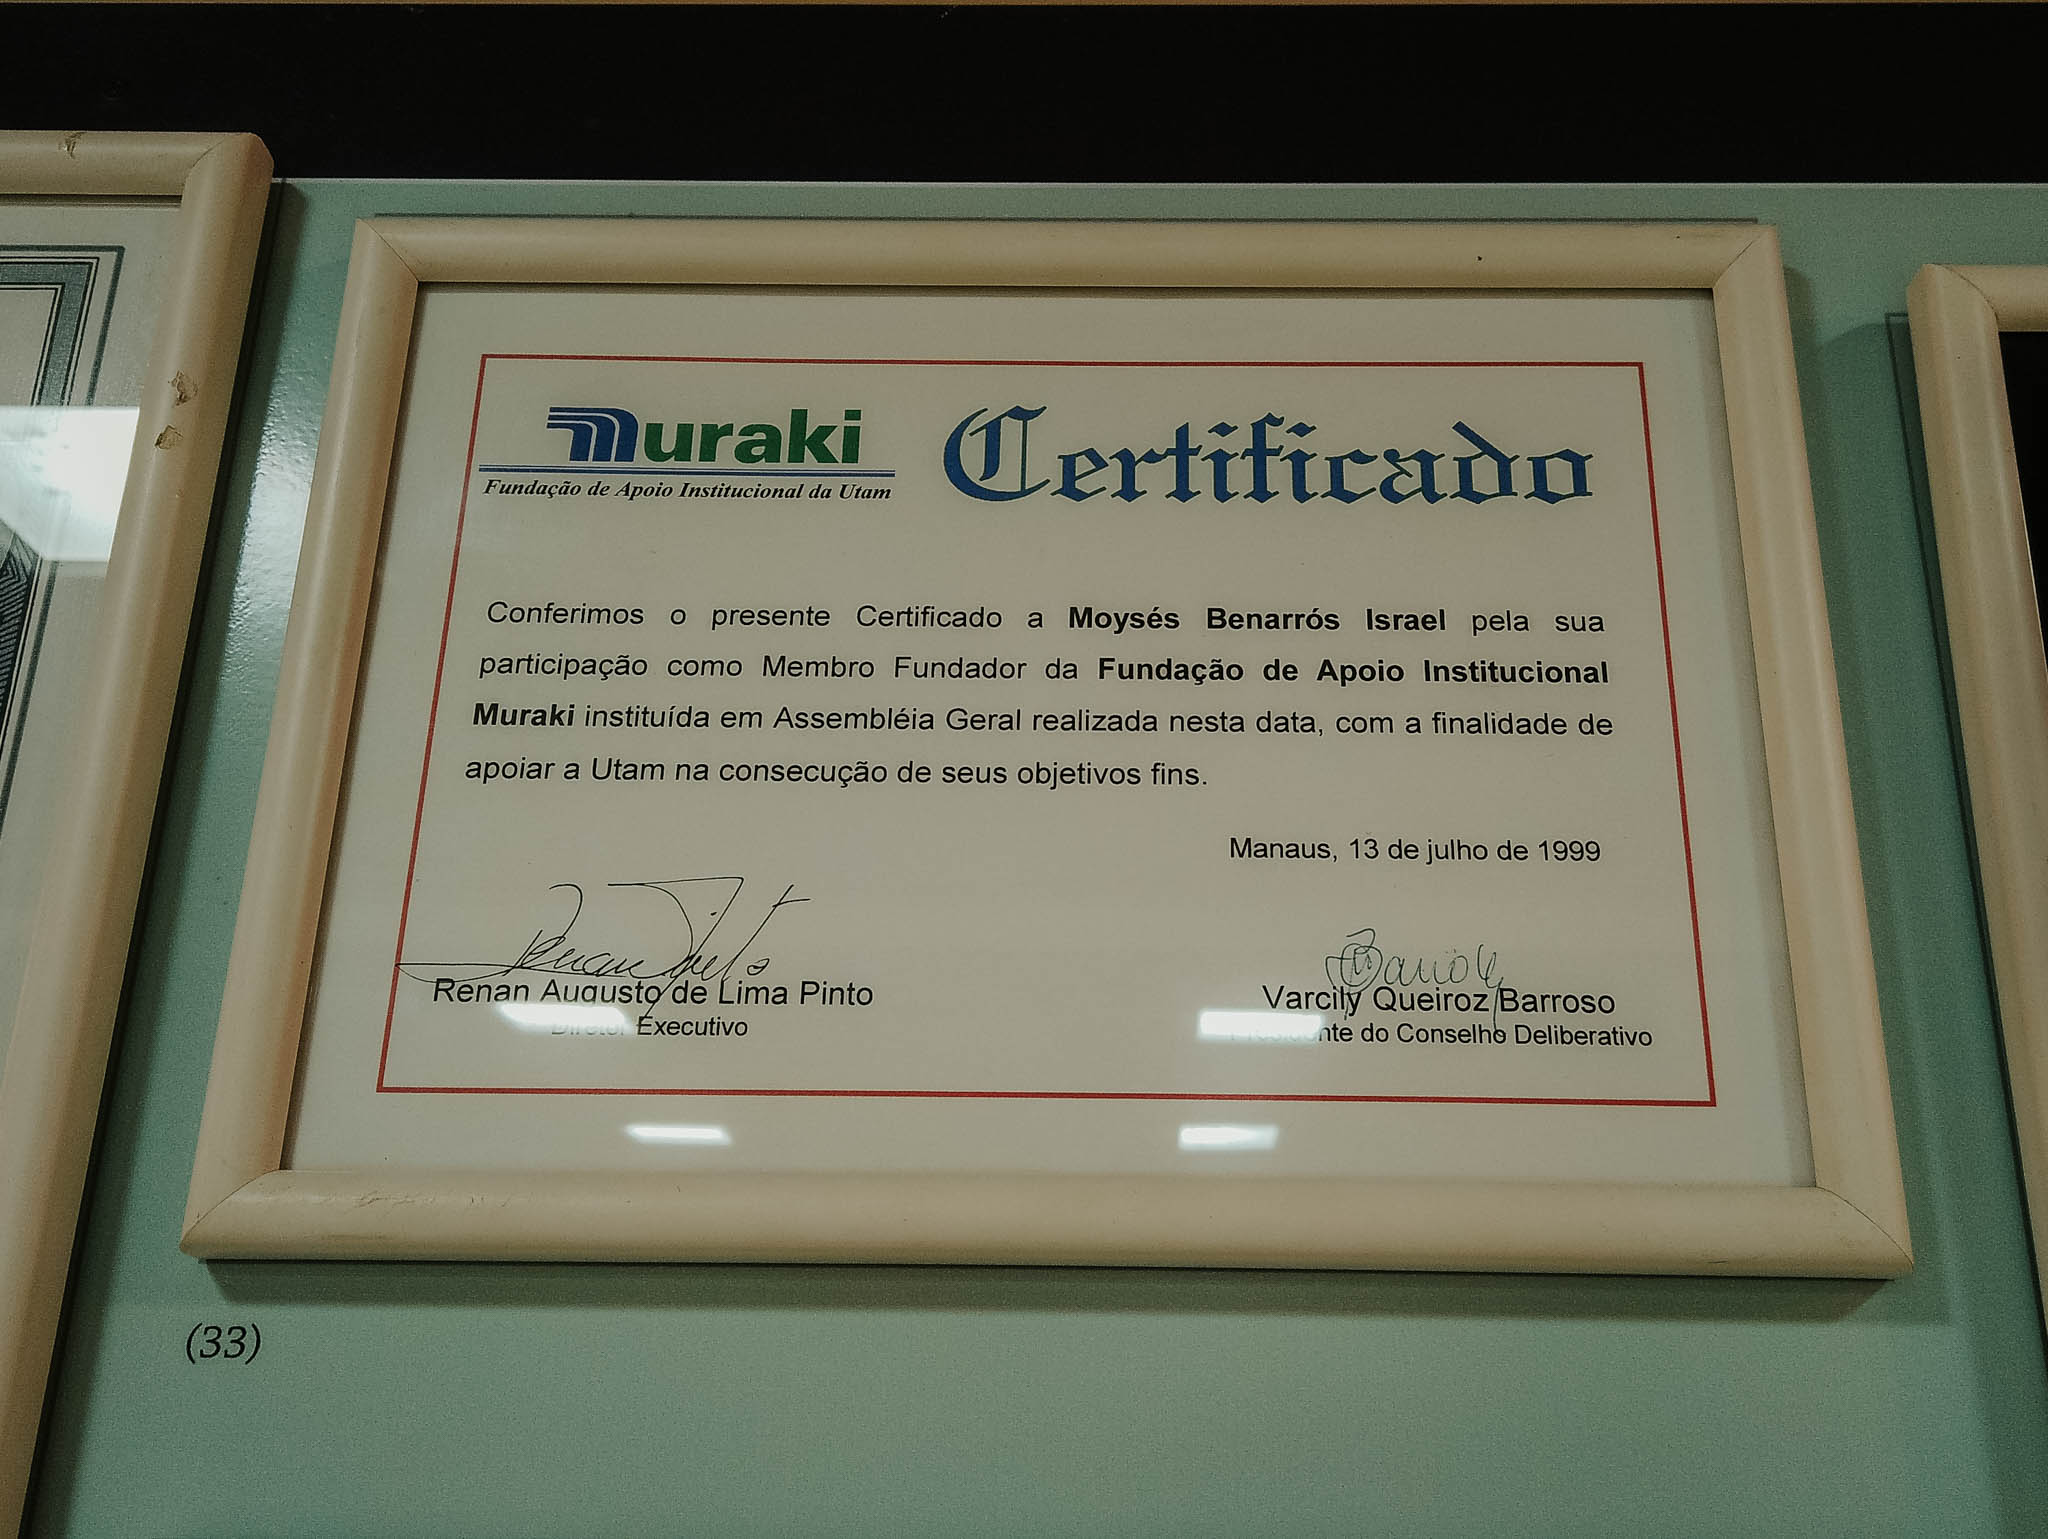 Muraki
Fundação de Apoio Institucional da Utam
Certificado
Conferimos o presente Certificado a Moysés Benarrós Israel pela sua
participação como Membro Fundador da Fundação de Apoio Institucional
Muraki instituída em Assembléia Geral realizada nesta data, com a finalidade de
apoiar a Utam na consecução de seus objetivos fins.
Manaus, 13 de julho de 1999
Renan Augusto de Lima Pinto
Diretor Executivo
Varcily Queiroz Barroso
Presidente do Conselho Deliberativo
(33)